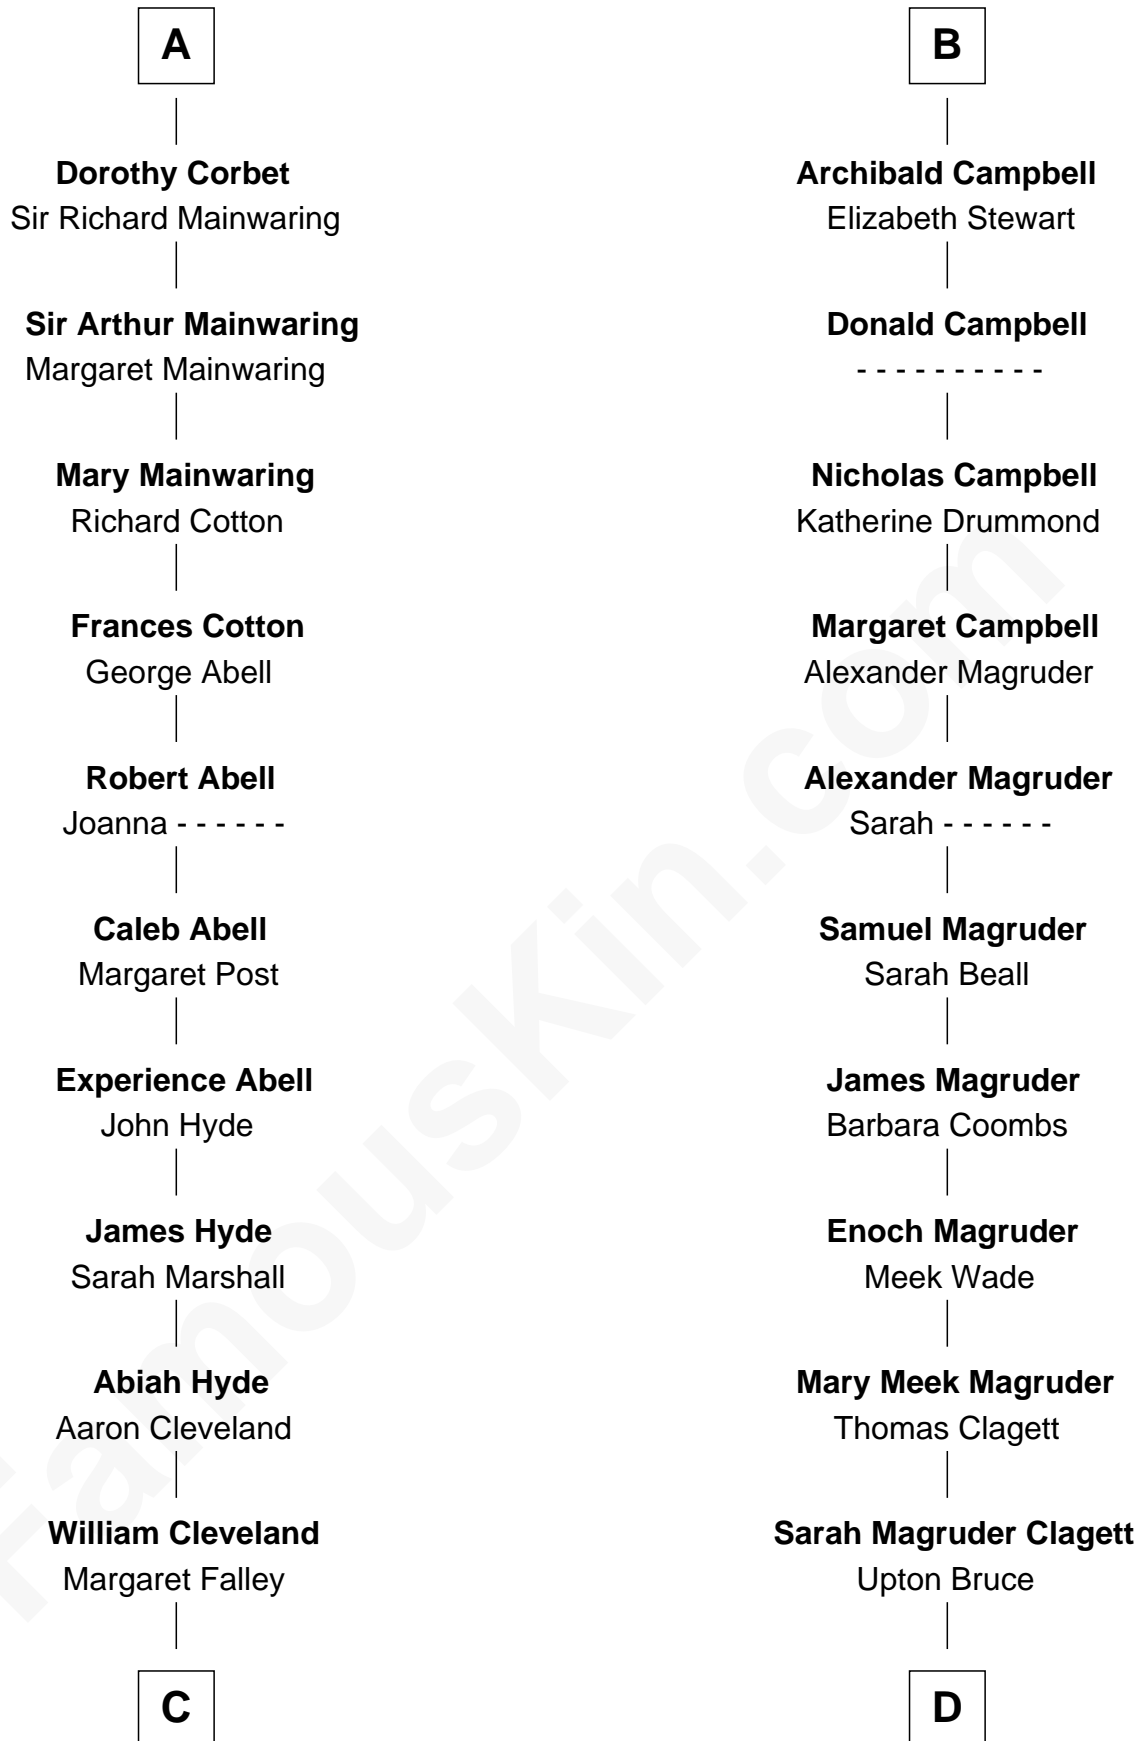 A
Dorothy Corbet
Sir Richard Mainwaring
Sir Arthur Mainwaring
Margaret Mainwaring
Mary Mainwaring
Richard Cotton
Frances Cotton
George Abell
Robert Abell
Joanna - - - - - -
Caleb Abell
Margaret Post
Experience Abell
John Hyde
James Hyde
Sarah Marshall
Abiah Hyde
Aaron Cleveland
William Cleveland
Margaret Falley
C
B
Archibald Campbell
Elizabeth Stewart
Donald Campbell
- - - - - - - - - -
Nicholas Campbell
Katherine Drummond
Margaret Campbell
Alexander Magruder
Alexander Magruder
Sarah - - - - - -
Samuel Magruder
Sarah Beall
James Magruder
Barbara Coombs
Enoch Magruder
Meek Wade
Mary Meek Magruder
Thomas Clagett
Sarah Magruder Clagett
Upton Bruce
D
FamousKin.com